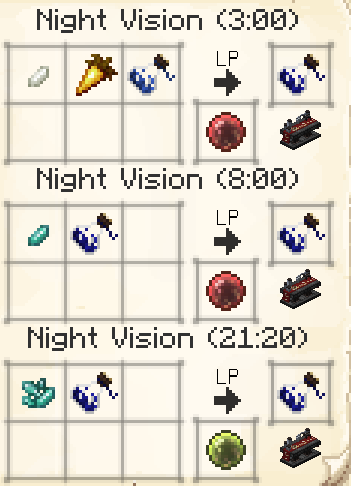 Night Vision (3:00)
LP
Night Vision (8:00)
LP
Night Vision (21:20)
LP